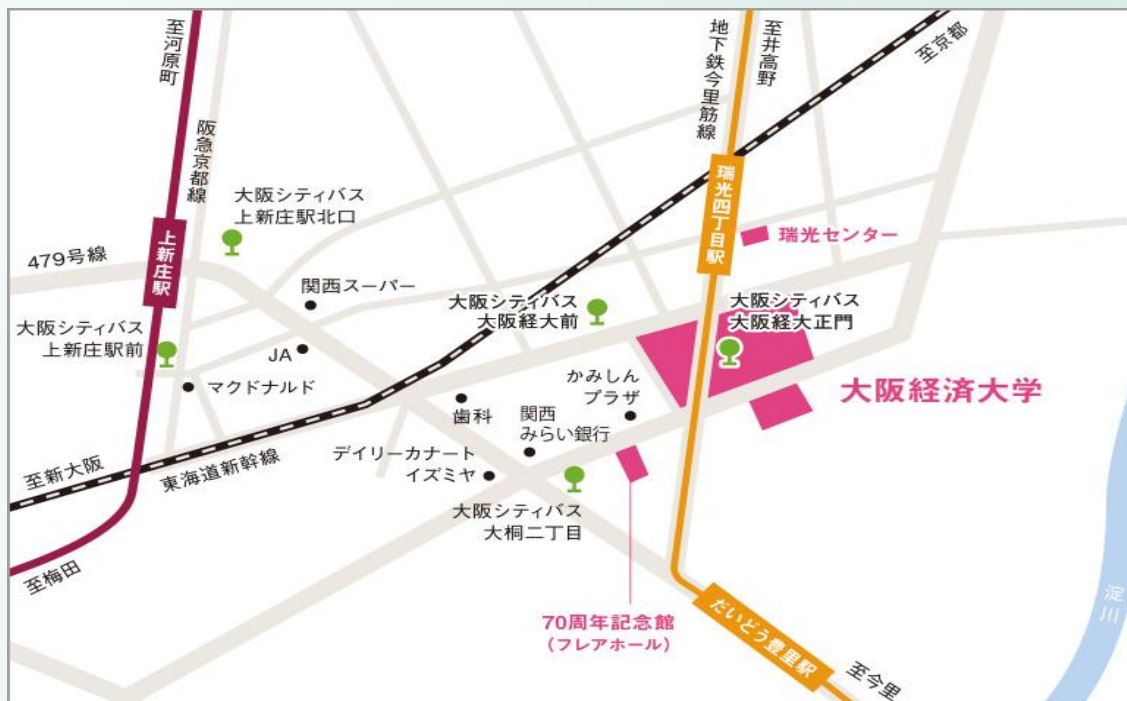 至河原町
阪急京都線
上新庄駅
479号線
大阪シティバス
上新庄駅北口
大阪シティバス
上新庄駅前
関西スーパー
JA
マクドナルド
至新大阪
東海道新幹線
至梅田
地下鉄今里筋線
至井高野
至京都
瑞光四丁目駅
瑞光センター
大阪シティバス
大阪経大前
大阪シティバス
大阪経大正門
大阪経済大学
かみしん
プラザ
歯科
関西
みらい銀行
デイリーカナート
イズミヤ
大阪シティバス
大桐二丁目
70周年記念館
（フレアホール）
だいどう豊里駅
至今里
淀川